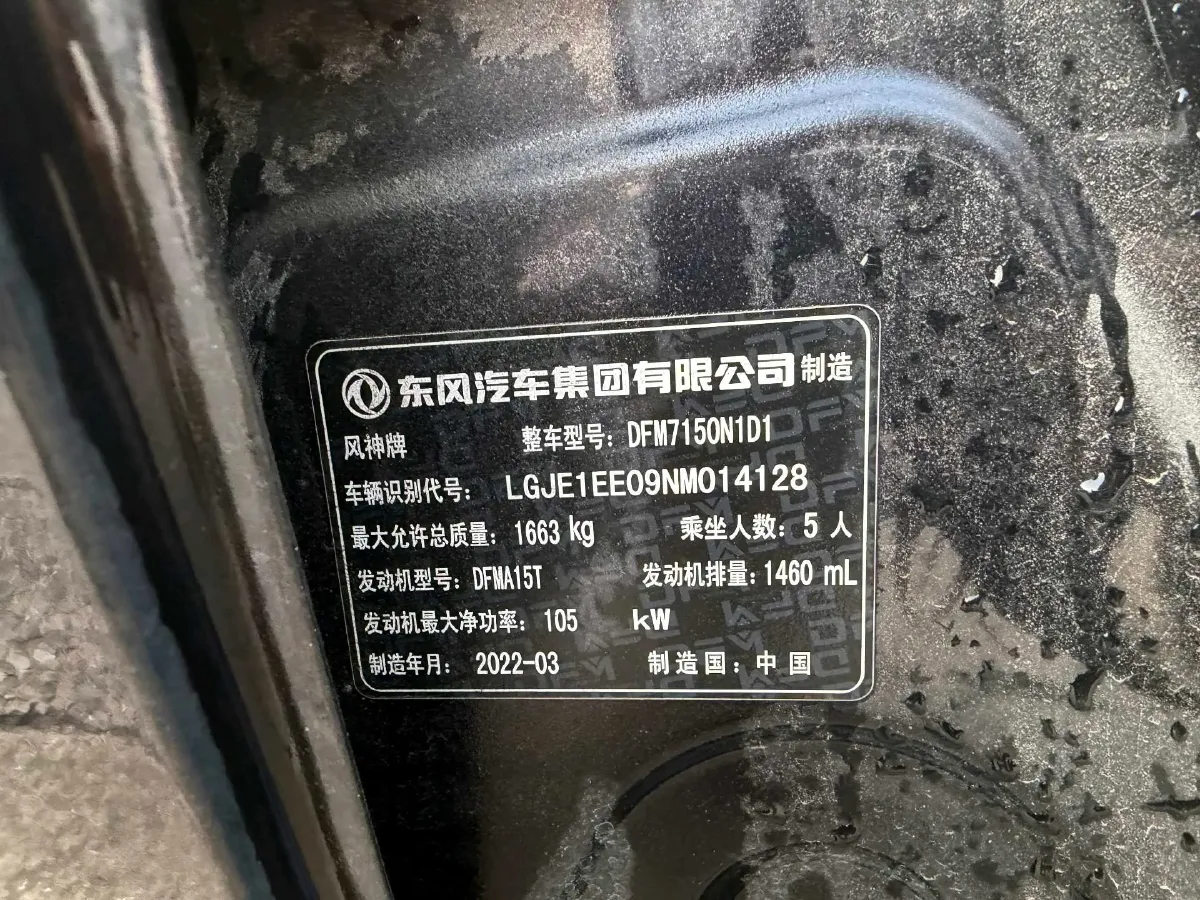 东风汽车集团有限公司制造
风神牌 整车型号：DFM7150N1D1
车辆识别代号：LGJE1EE09NM014128
最大允许总质量：1663 kg 乘坐人数：5 人
发动机型号：DFMA15T 发动机排量：1460 mL
发动机最大净功率：105 kW
制造年月：2022-03 制造国：中国